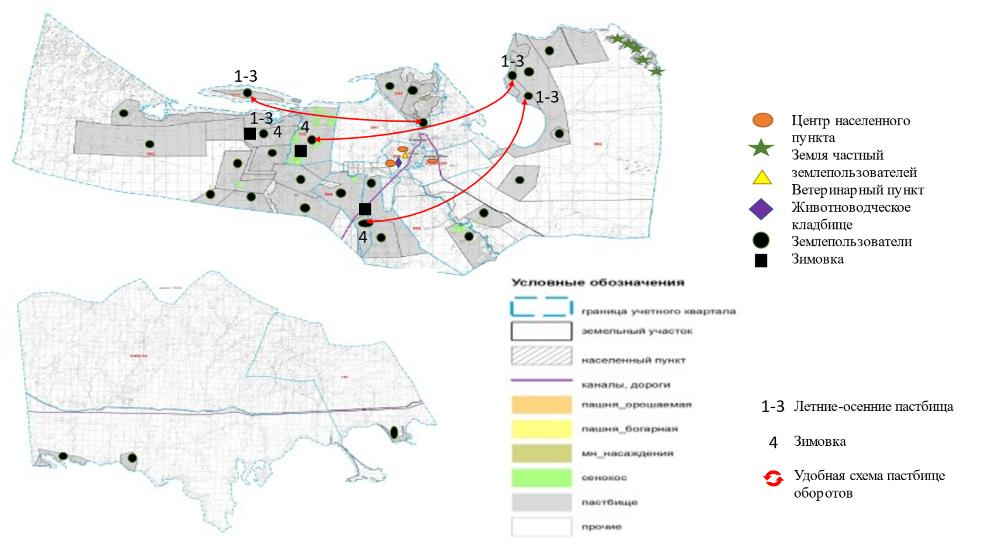 1-3
1-3
1-3
1-3
4
4
4
Центр населенного
пункта
Земля частный
землепользователей
Ветеринарный пункт
Животноводческое
кладбище
Землепользователи
Зимовка
Условные обозначения
граница учетного квартала
земельный участок
населенный пункт
каналы, дороги
пашня_орошаемая
пашня_богарная
мн_насаждения
сенокос
пастбище
прочие
1-3 Летние-осенние пастбища
4 Зимовка
Удобная схема пастбище
оборотов